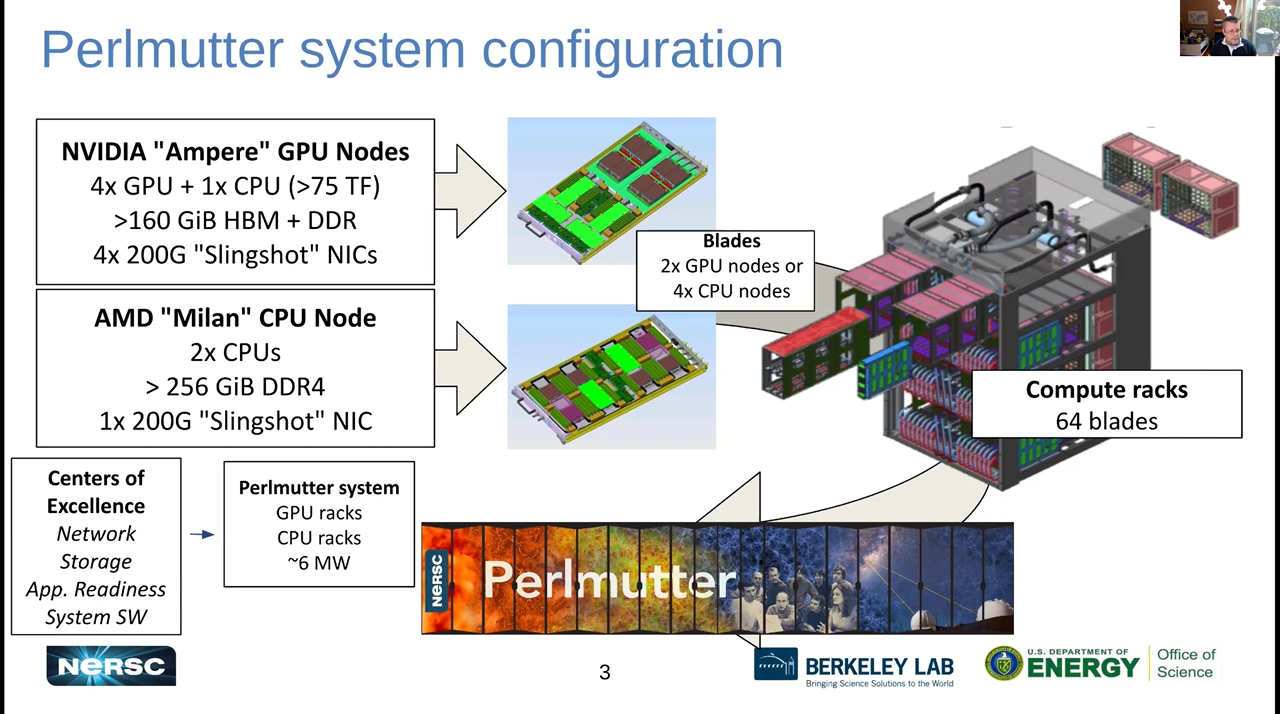 Perlmutter system configuration
NVIDIA "Ampere" GPU Nodes
4x GPU + 1x CPU (>75 TF)
>160 GiB HBM + DDR
4x 200G "Slingshot" NICs
AMD "Milan" CPU Node
2x CPUs
> 256 GiB DDR4
1x 200G "Slingshot" NIC
Blades
2x GPU nodes or
4x CPU nodes
Compute racks
64 blades
Centers of
Excellence
Network
Storage
App. Readiness
System SW
Perlmutter system
GPU racks
CPU racks
~6 MW
NERSC
Perlmutter
NERSC
3
BERKELEY LAB
Bringing Science Solutions to the World
U.S. DEPARTMENT OF
ENERGY
Office of
Science